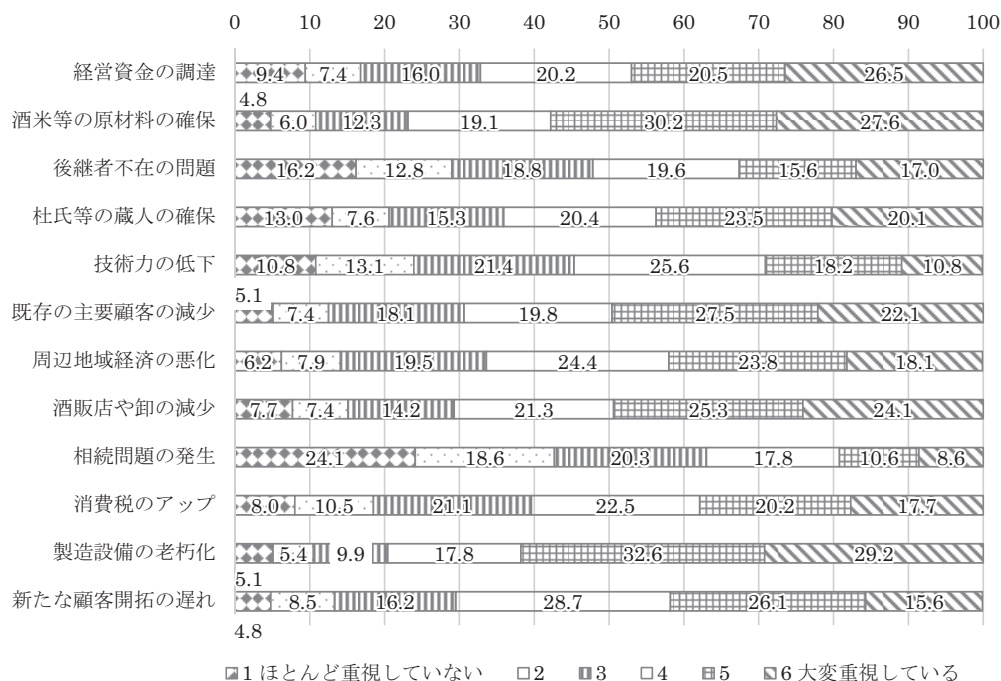 0 10 20 30 40 50 60 70 80 90 100
経営資金の調達 9.4 7.4 16.0 20.2 20.5 26.5
4.8
酒米等の原材料の確保 6.0 12.3 19.1 30.2 27.6
後継者不在の問題 16.2 12.8 18.8 19.6 15.6 17.0
杜氏等の蔵人の確保 13.0 7.6 15.3 20.4 23.5 20.1
技術力の低下 10.8 13.1 21.4 25.6 18.2 10.8
5.1
既存の主要顧客の減少 7.4 18.1 19.8 27.5 22.1
周辺地域経済の悪化 6.2 7.9 19.5 24.4 23.8 18.1
酒販店や卸の減少 7.7 7.4 14.2 21.3 25.3 24.1
相続問題の発生 24.1 18.6 20.3 17.8 10.6 8.6
消費税のアップ 8.0 10.5 21.1 22.5 20.2 17.7
製造設備の老朽化 5.4 9.9 17.8 32.6 29.2
5.1
新たな顧客開拓の遅れ 8.5 16.2 28.7 26.1 15.6
4.8
1 ほとんど重視していない 2 3 4 5 6 大変重視している